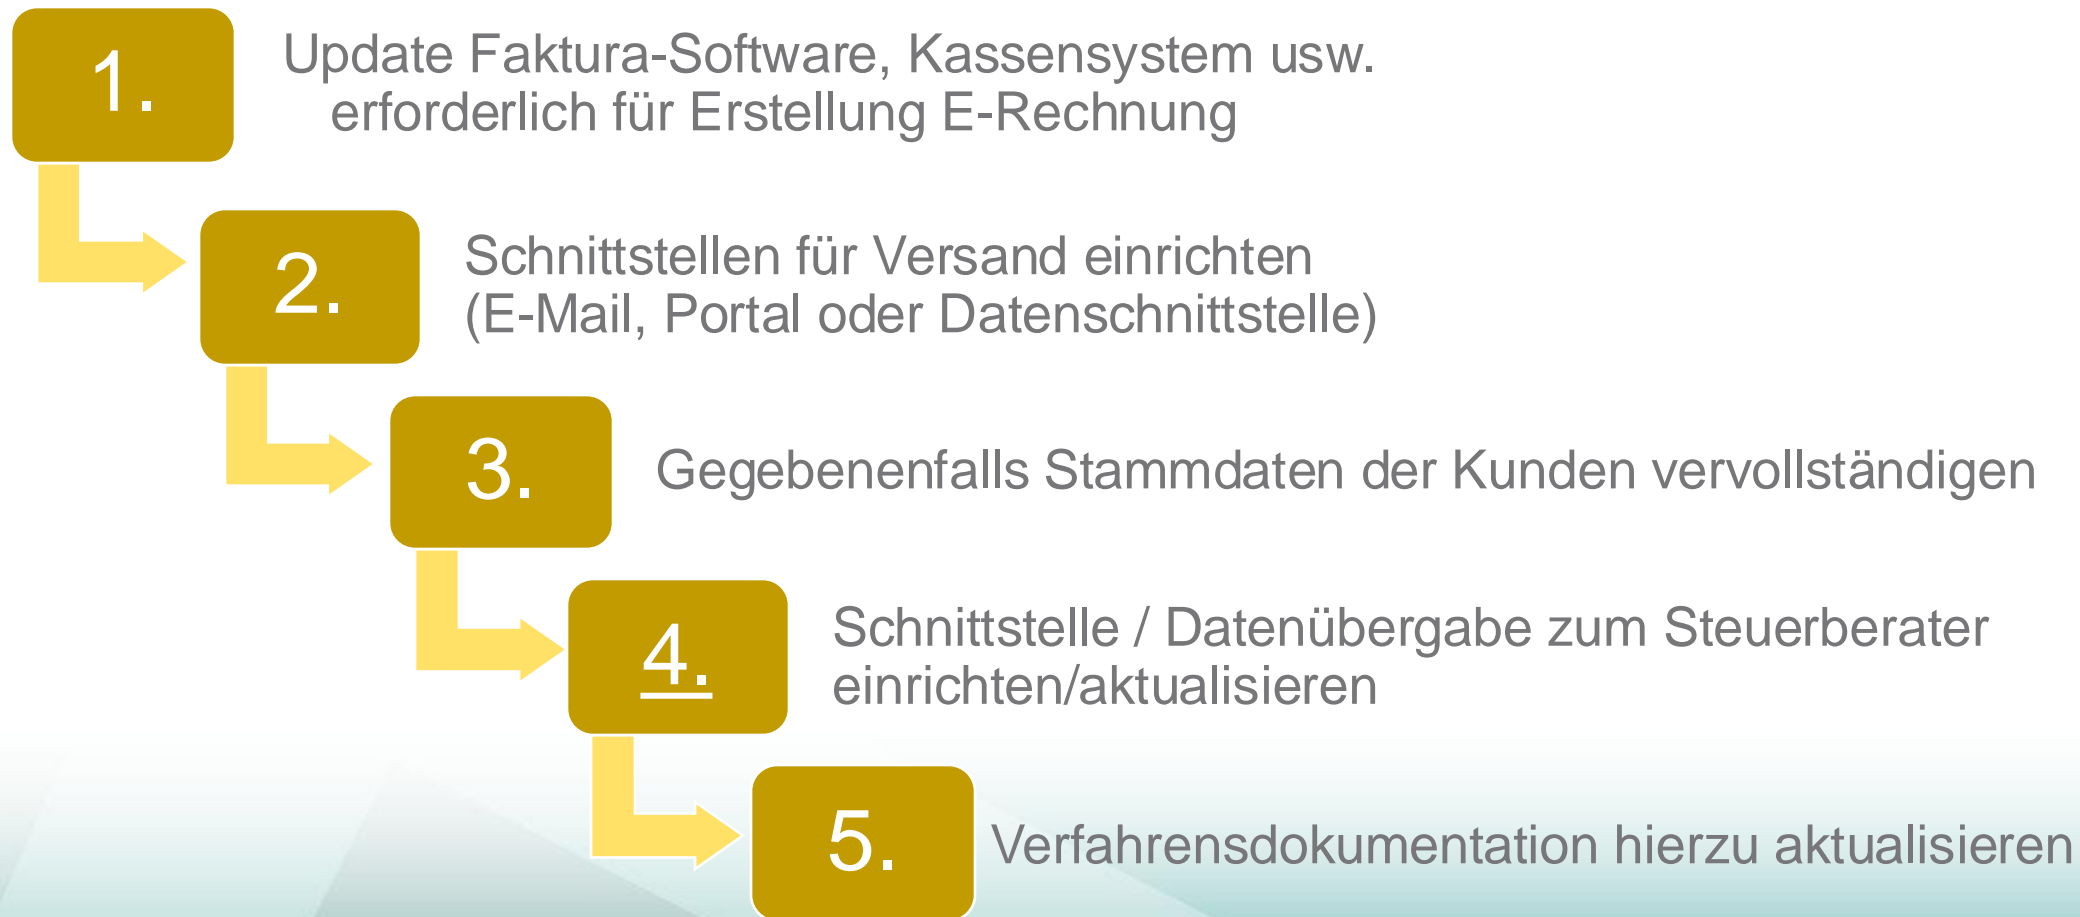 1.
Update Faktura-Software, Kassensystem usw.
erforderlich für Erstellung E-Rechnung
2.
Schnittstellen für Versand einrichten
(E-Mail, Portal oder Datenschnittstelle)
3.
Gegebenenfalls Stammdaten der Kunden vervollständigen
4.
Schnittstelle / Datenübergabe zum Steuerberater
einrichten/aktualisieren
5.
Verfahrensdokumentation hierzu aktualisieren